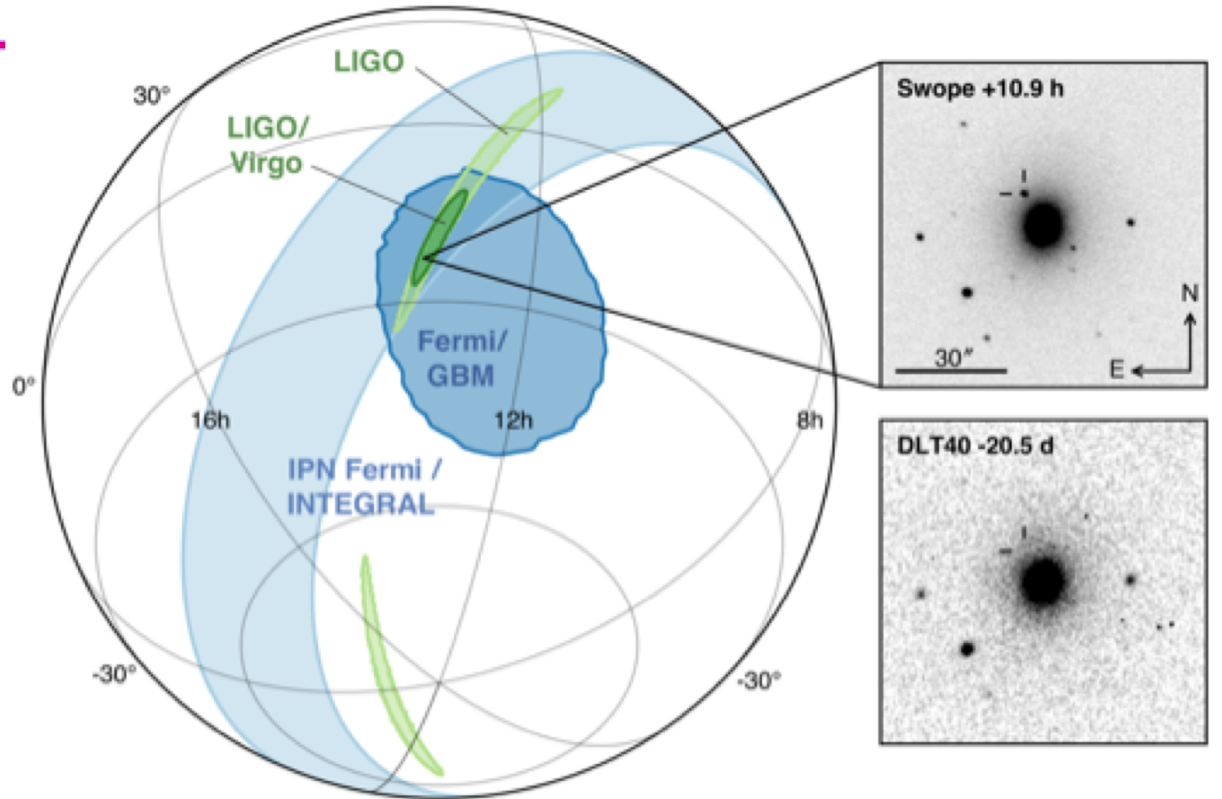 LIGO
30°
LIGO/
Virgo
Fermi/
GBM
0°
16h
12h
8h
IPN Fermi /
INTEGRAL
-30°
-30°
Swope +10.9 h
N
30"
E
DLT40 -20.5 d